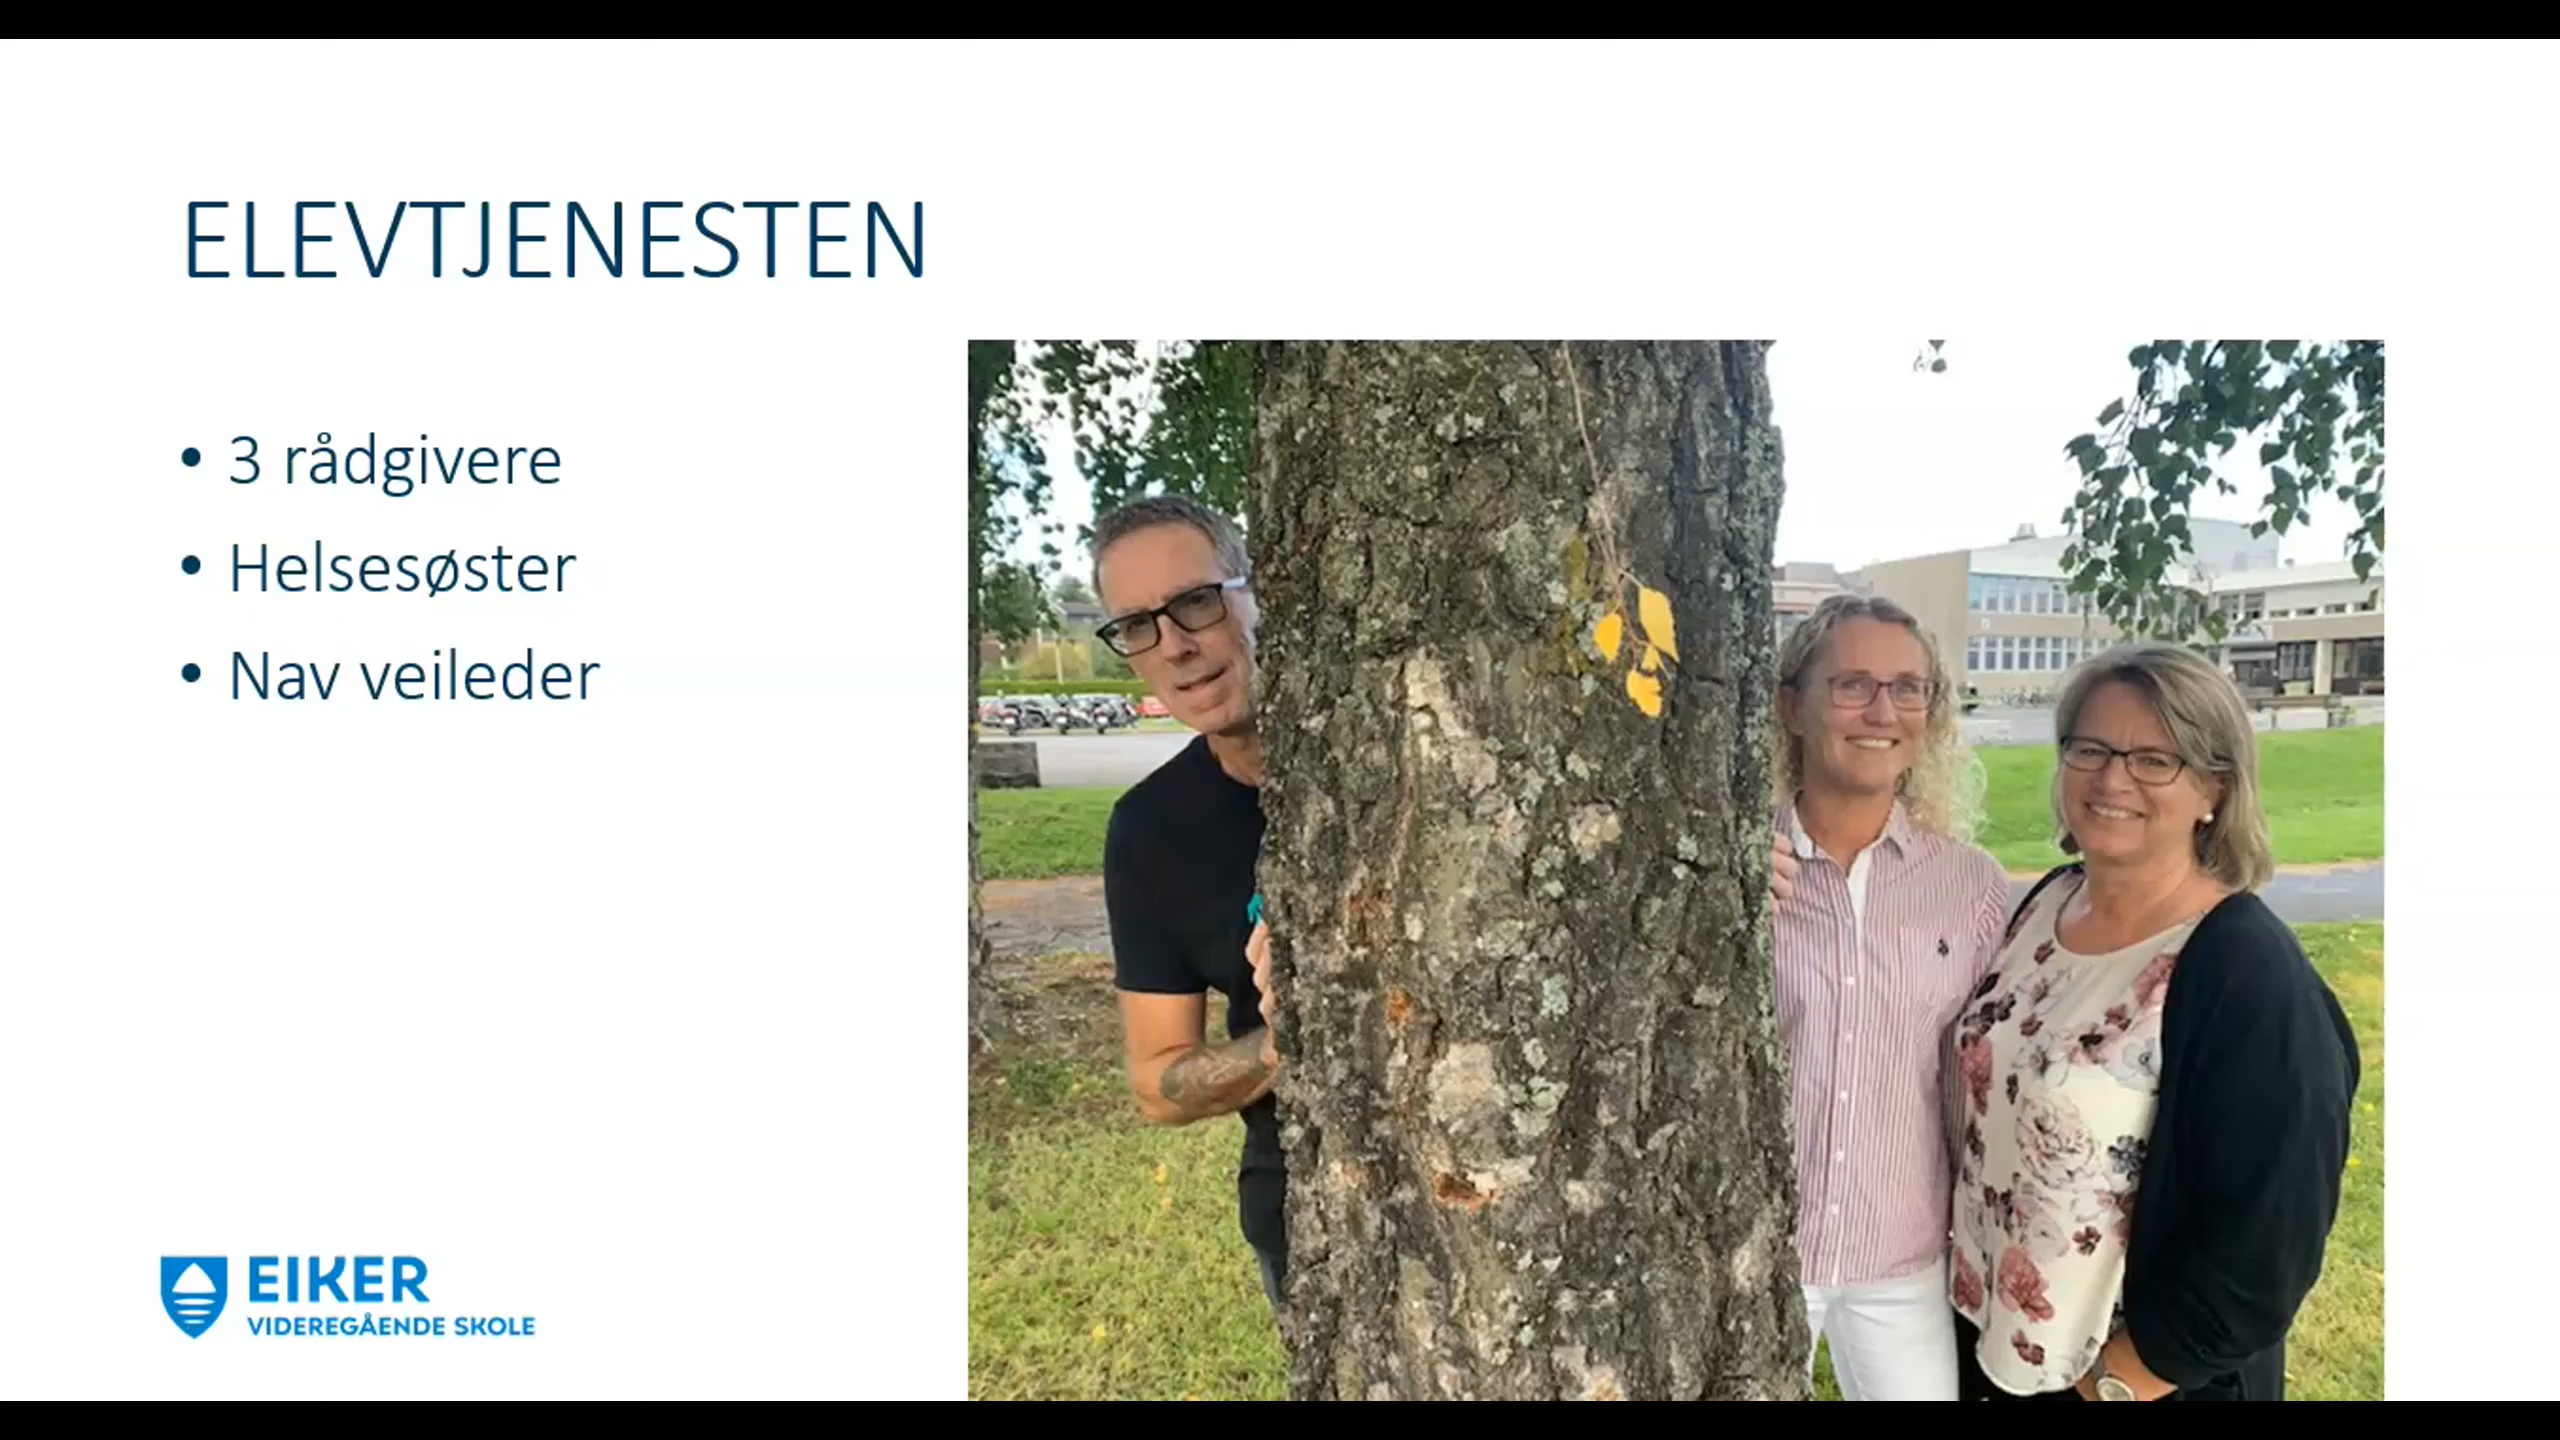 ELEVTJENESTEN
• 3 rådgivere
• Helsesøster
• Nav veileder
EIKER
VIDEREGÅENDE SKOLE